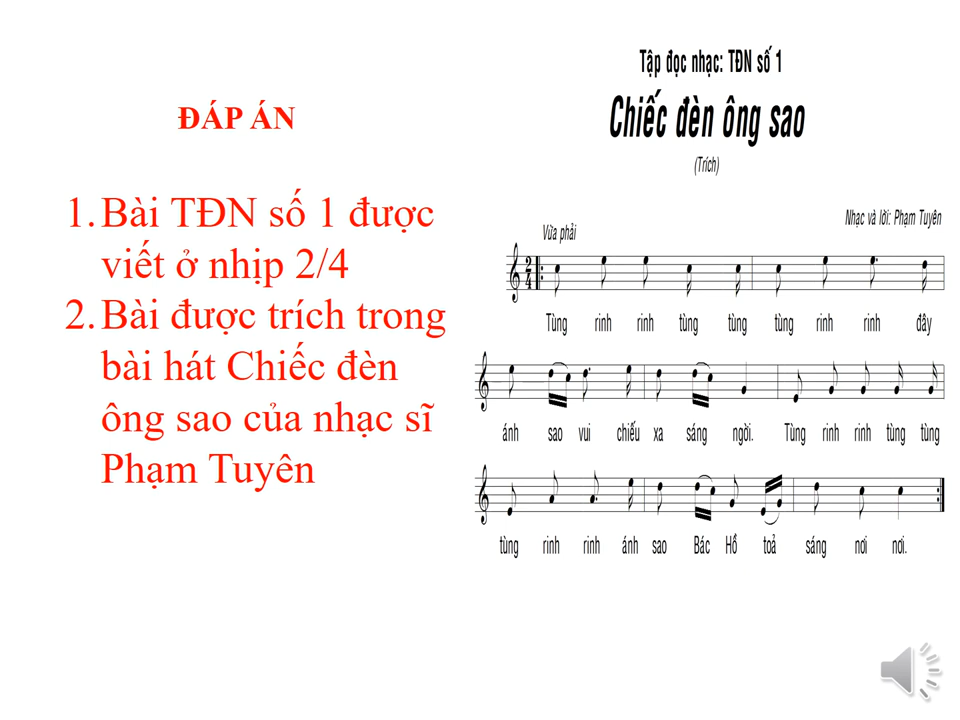 ĐÁP ÁN
1. Bài TĐN số 1 được
viết ở nhịp 2/4
2. Bài được trích trong
bài hát Chiếc đèn
ông sao của nhạc sĩ
Phạm Tuyên
Tập đọc nhạc: TĐN số 1
Chiếc đèn ông sao
(Trích)
Nhạc và lời: Phạm Tuyên
Vừa phải
2
4
Tùng rinh rinh tùng tùng tùng rinh rinh đây
ánh sao vui chiếu xa sáng ngời. Tùng rinh rinh tùng tùng
tùng rinh rinh ánh sao Bác Hồ toả sáng nơi nơi.